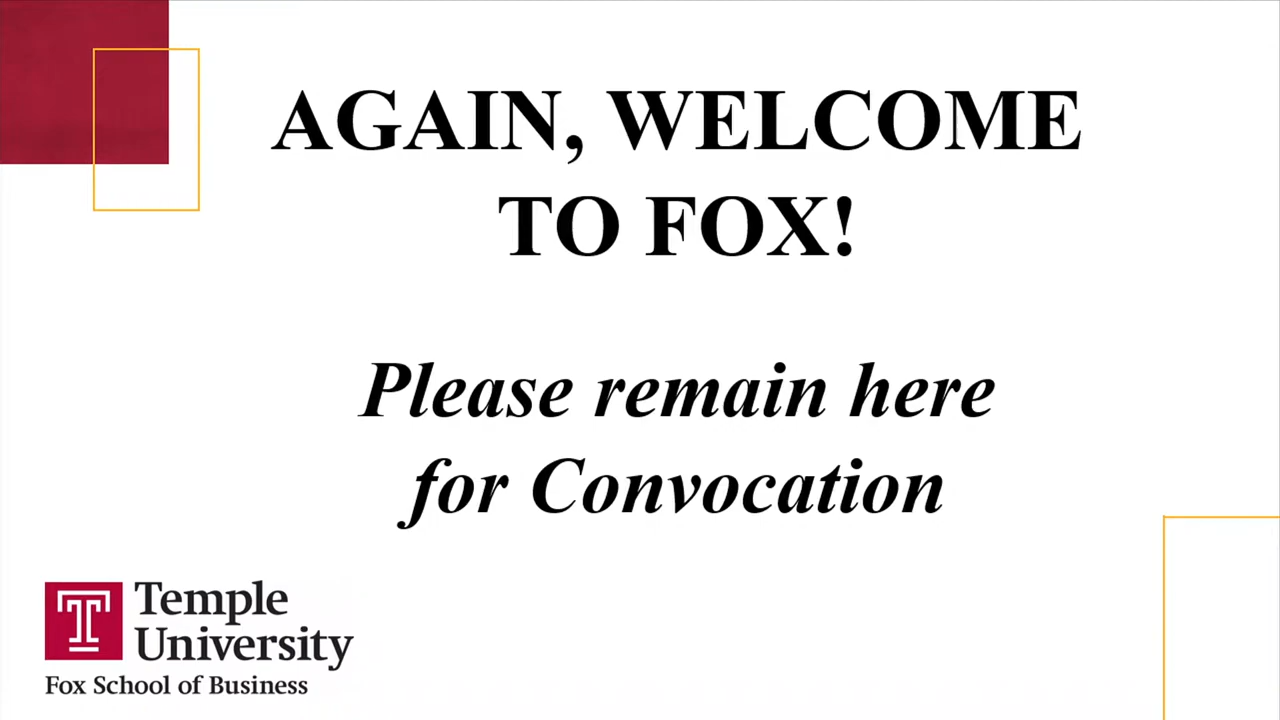 AGAIN, WELCOME
TO FOX!
Please remain here
for Convocation
Temple
University
Fox School of Business